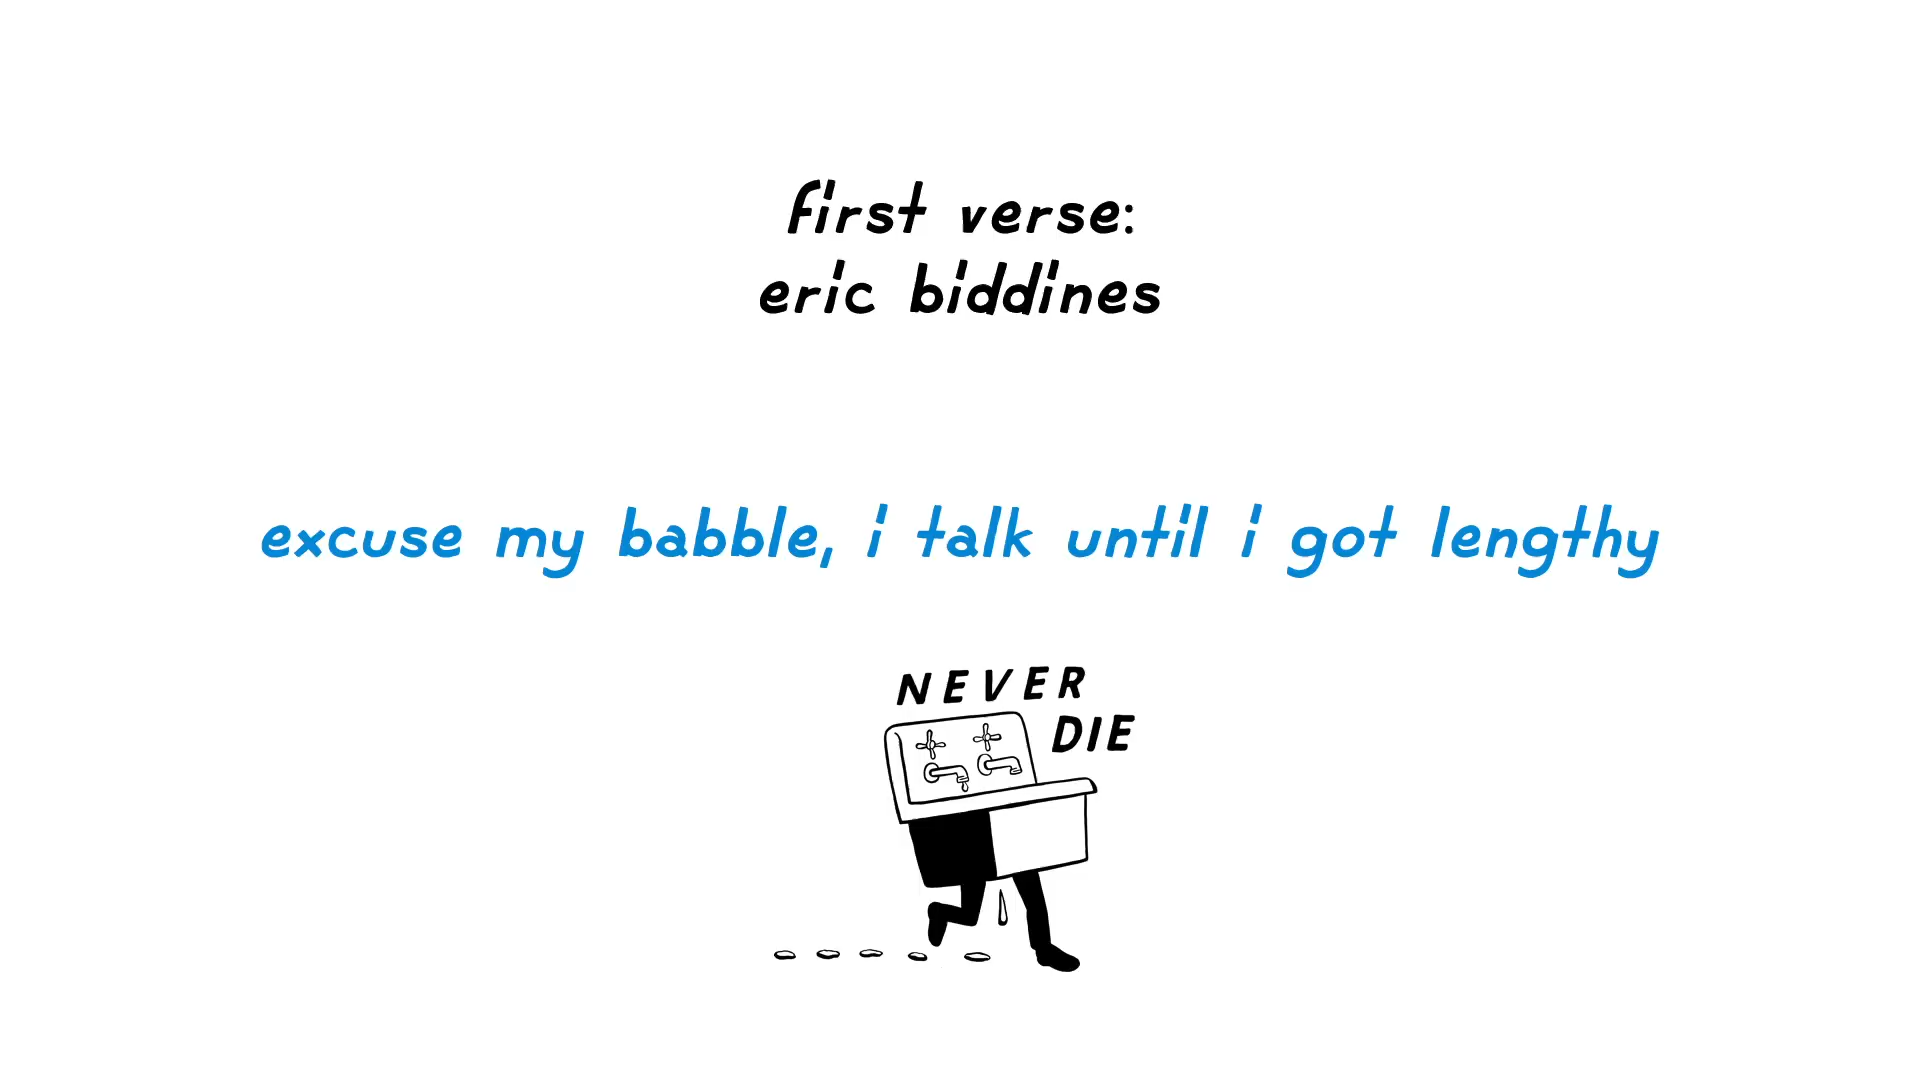 first verse:
eric biddines
excuse my babble, i talk until i got lengthy
NEVER
DIE